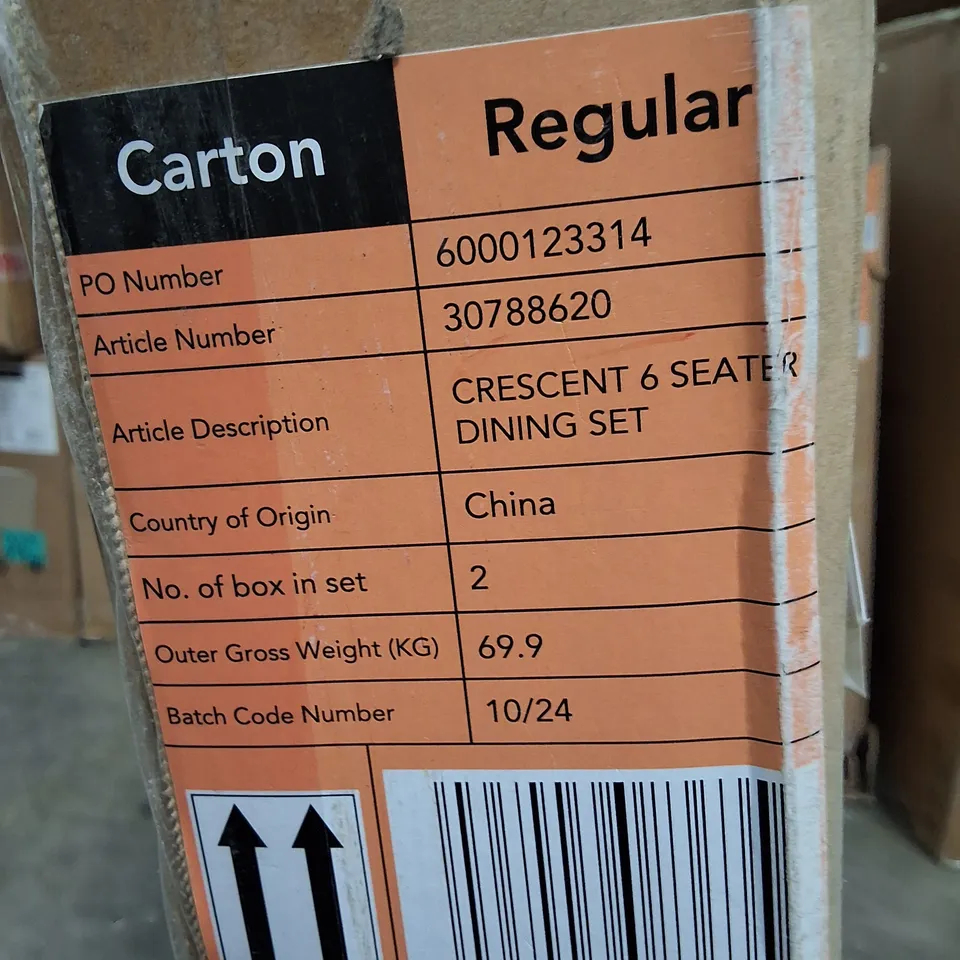 Carton Regular
PO Number 6000123314
Article Number 30788620
Article Description CRESCENT 6 SEATER
DINING SET
Country of Origin China
No. of box in set 2
Outer Gross Weight (KG) 69.9
Batch Code Number 10/24